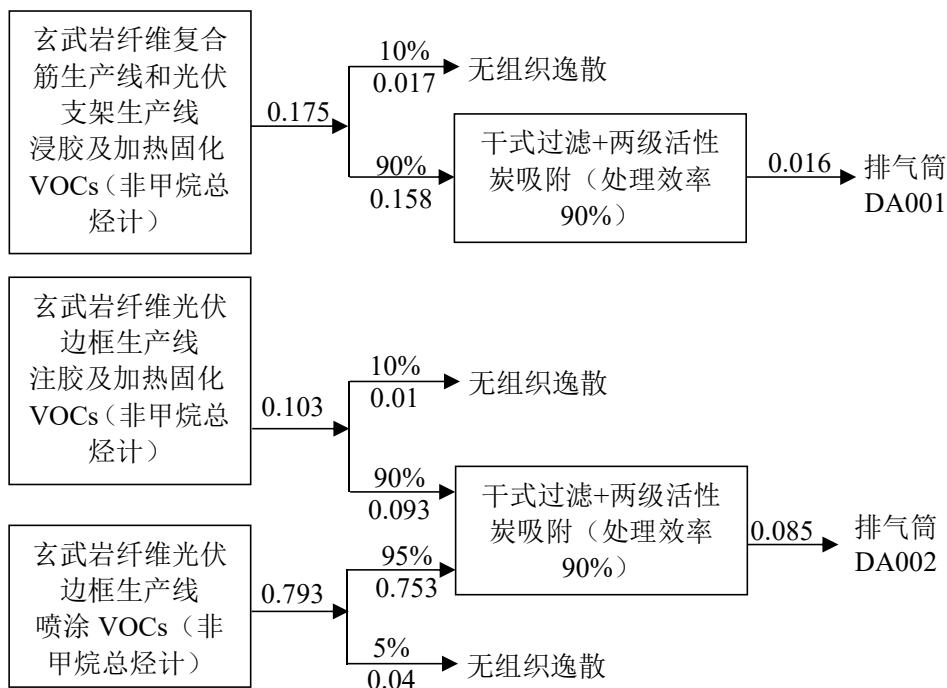 玄武岩纤维复合
筋生产线和光伏
支架生产线
浸胶及加热固化
VOCs（非甲烷总
烃计）
0.175
10%
0.017
无组织逸散
90%
0.158
干式过滤+两级活性
炭吸附（处理效率
90%）
0.016
排气筒
DA001
玄武岩纤维光伏
边框生产线
注胶及加热固化
VOCs（非甲烷总
烃计）
0.103
10%
0.01
无组织逸散
90%
0.093
干式过滤+两级活性
炭吸附（处理效率
90%）
0.085
排气筒
DA002
玄武岩纤维光伏
边框生产线
喷涂 VOCs（非
甲烷总烃计）
0.793
95%
0.753
5%
0.04
无组织逸散